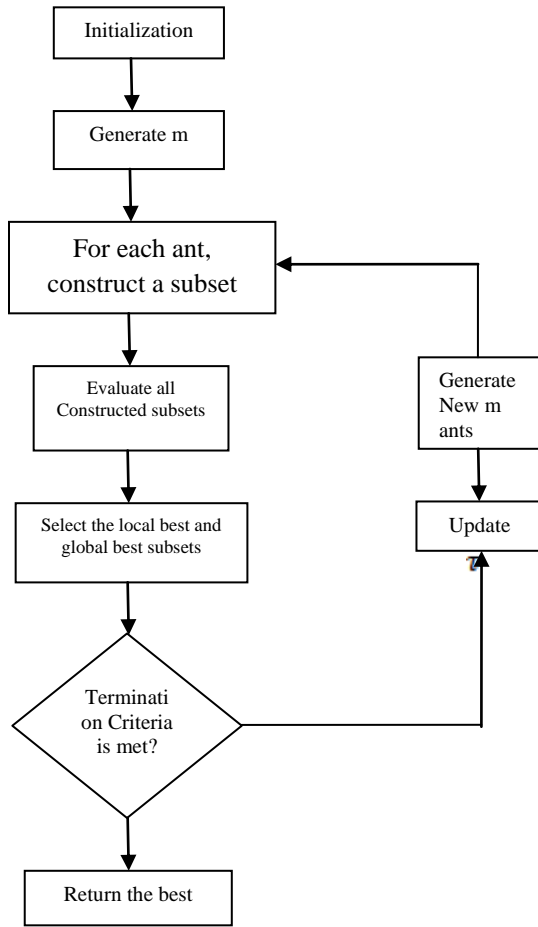 Initialization
Generate m
For each ant,
construct a subset
Evaluate all
Constructed subsets
Select the local best and
global best subsets
Terminati
on Criteria
is met?
Return the best
Generate
New m
ants
Update
τ